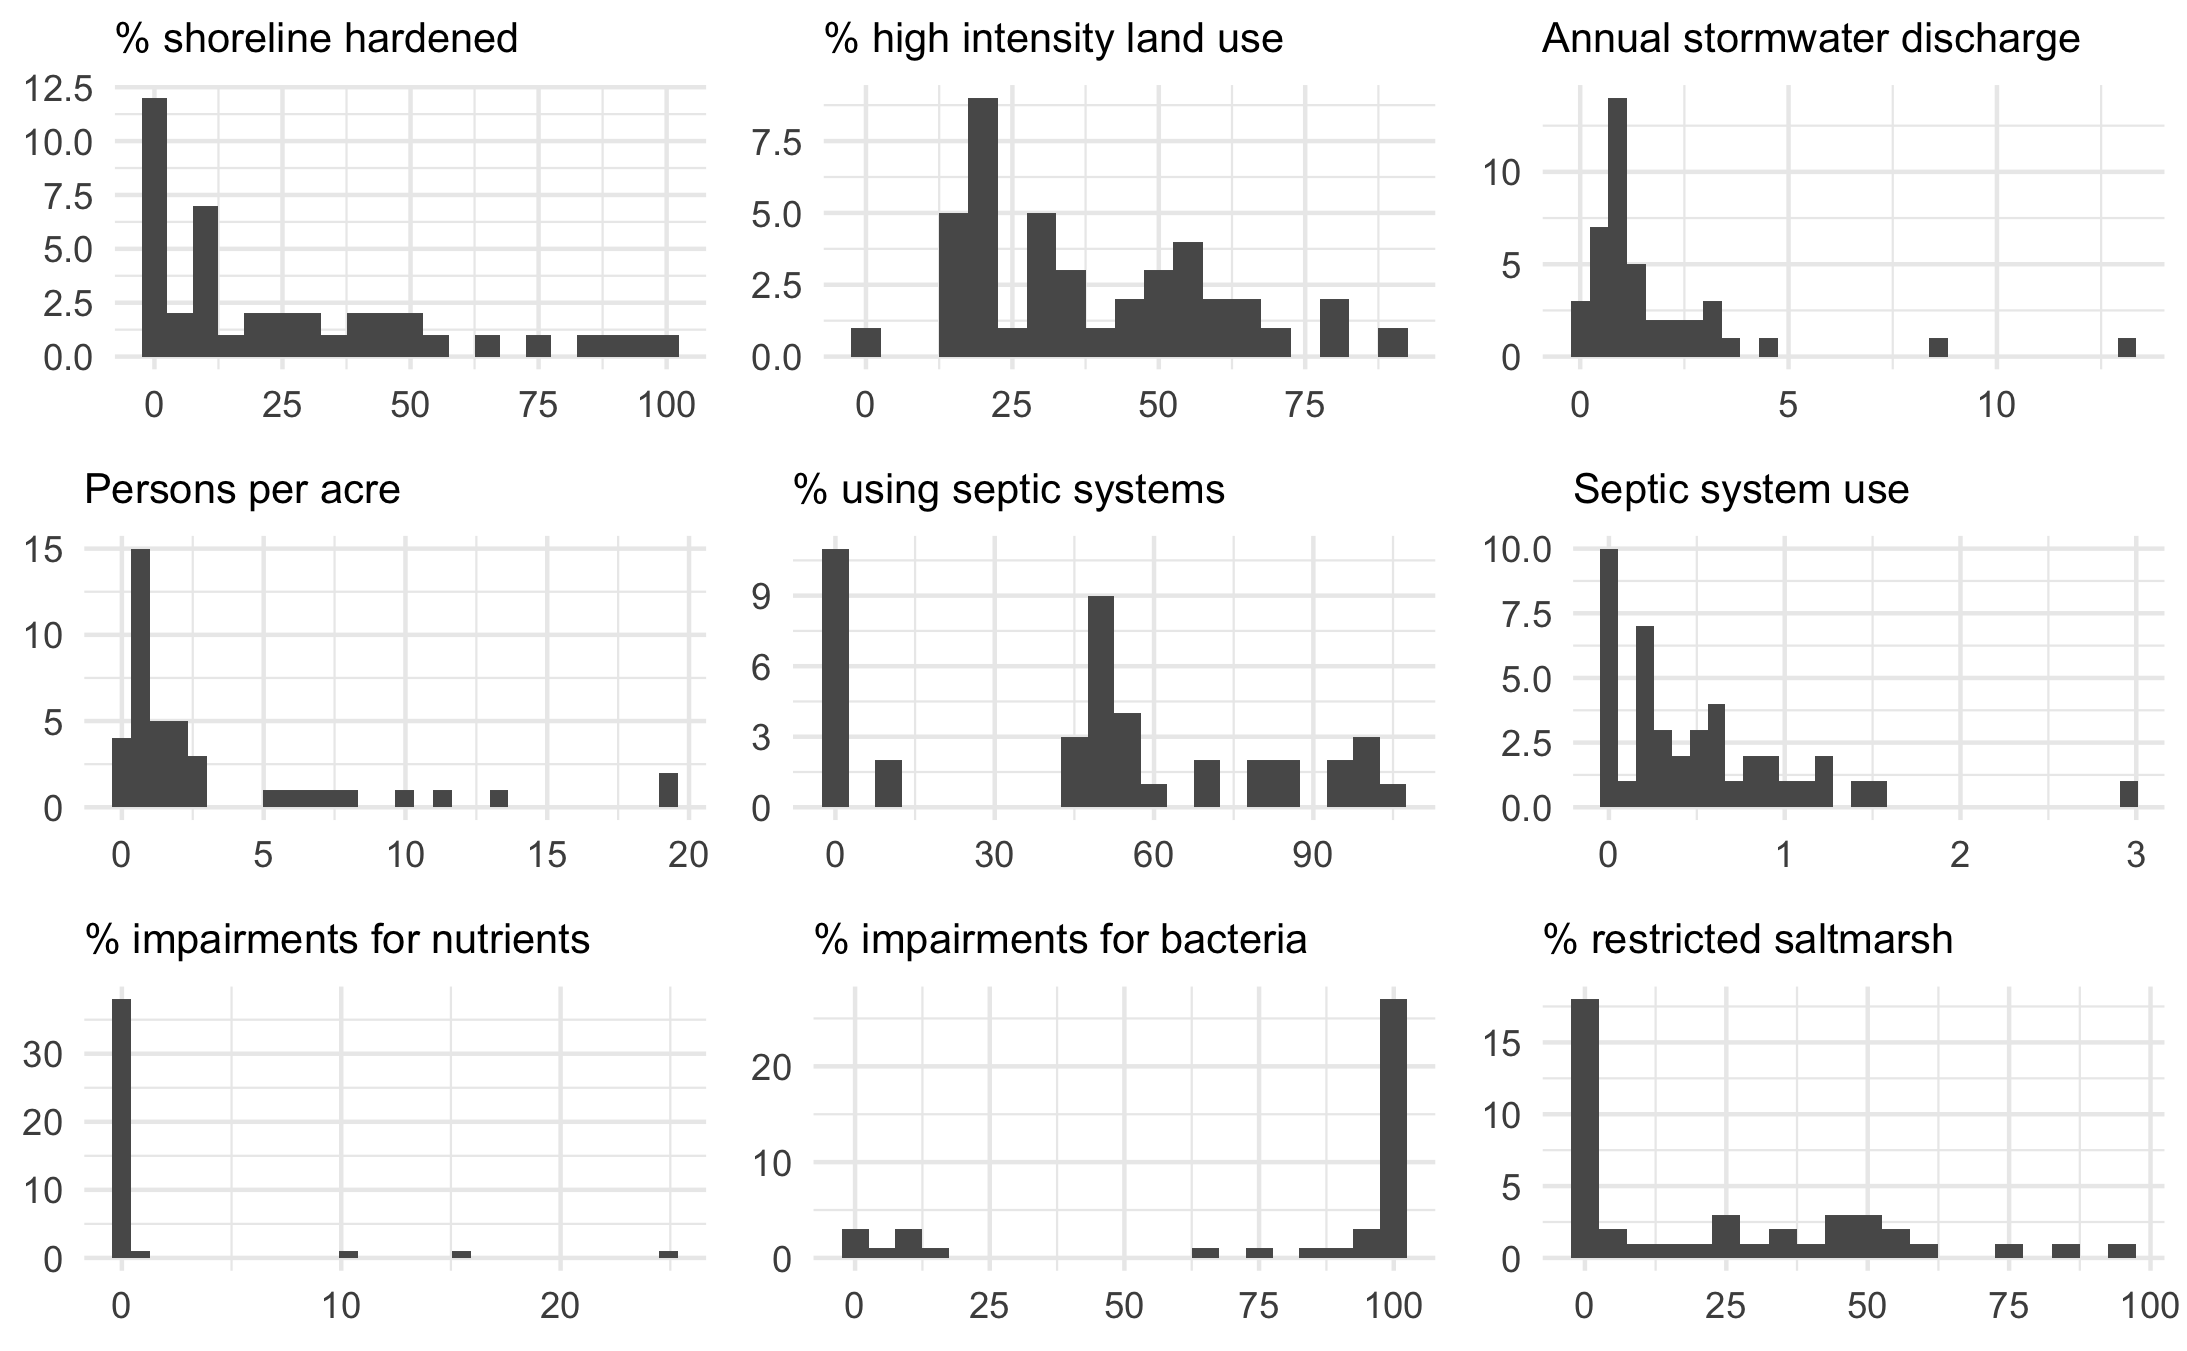 % shoreline hardened
% high intensity land use
Annual stormwater discharge
12.5
10.0
7.5
5.0
2.5
0.0
0 25 50 75 100
7.5
5.0
2.5
0.0
0 25 50 75
10
5
0
0 5 10
Persons per acre
% using septic systems
Septic system use
15
10
5
0
0 5 10 15 20
9
6
3
0
0 30 60 90
10.0
7.5
5.0
2.5
0.0
0 1 2 3
% impairments for nutrients
% impairments for bacteria
% restricted saltmarsh
30
20
10
0
0 10 20
20
10
0
0 25 50 75 100
15
10
5
0
0 25 50 75 100